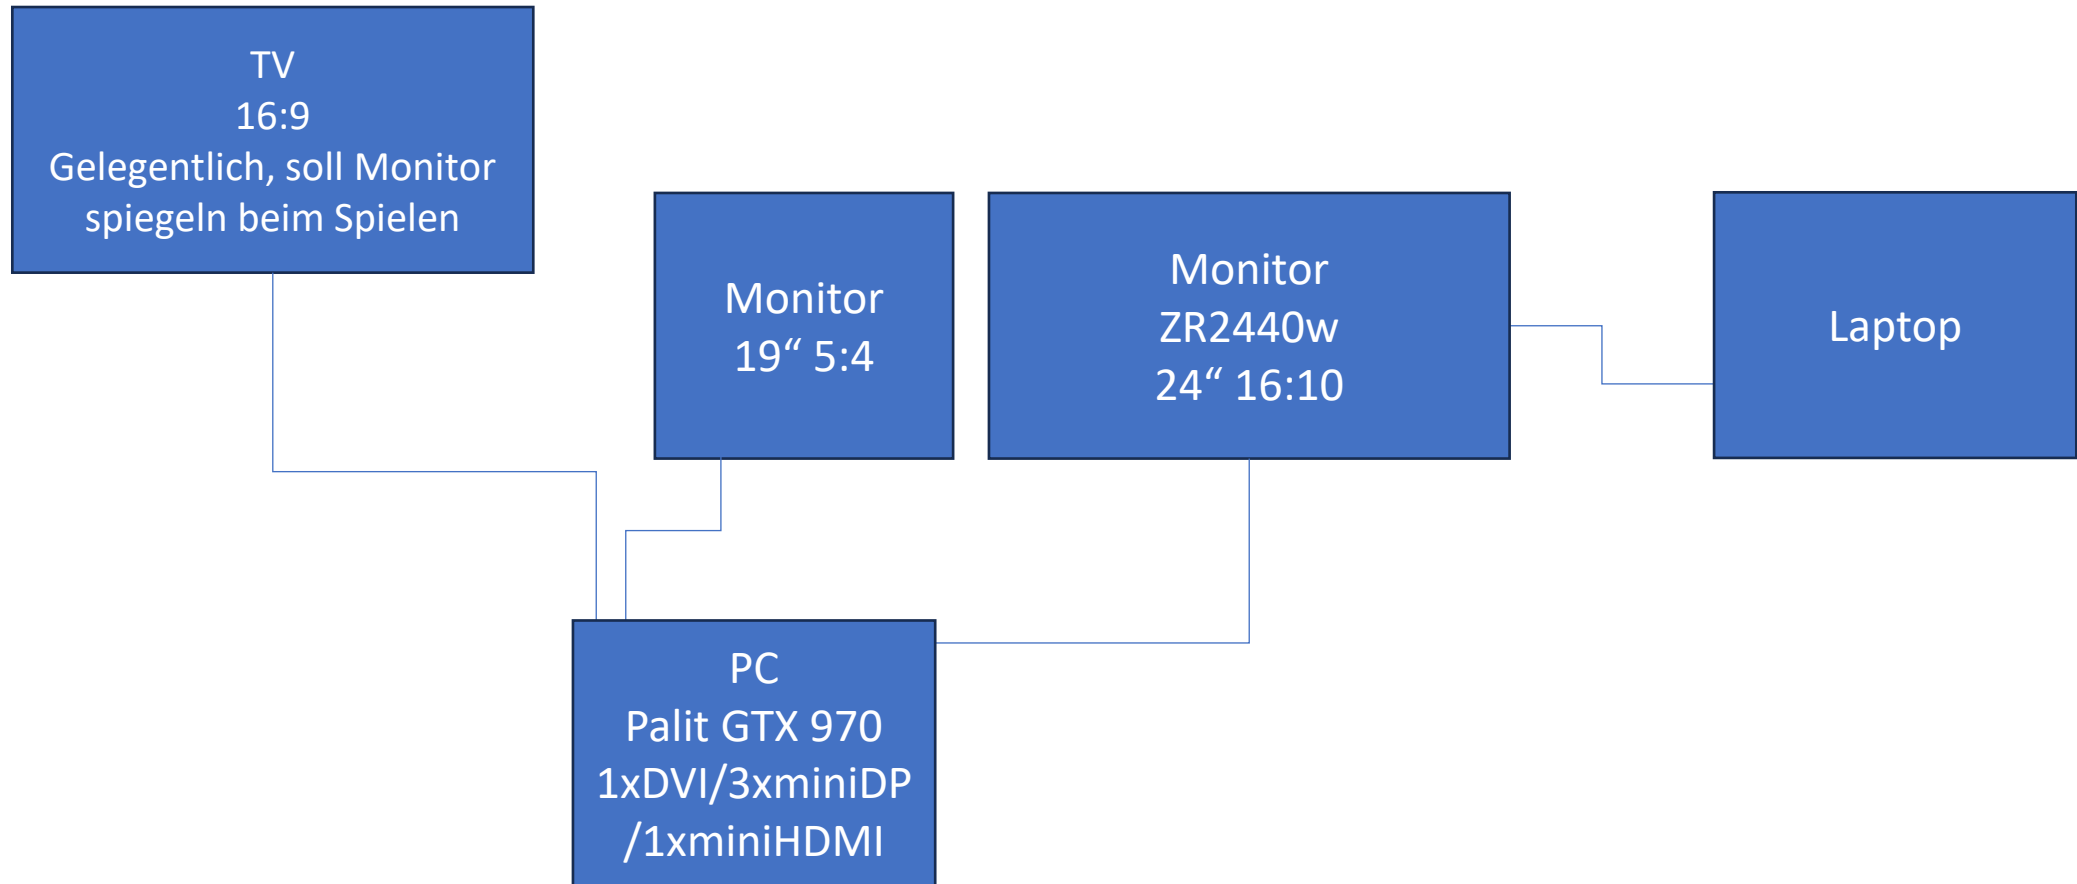 TV
16:9
Gelegentlich, soll Monitor
spiegeln beim Spielen
Monitor
19“ 5:4
Monitor
ZR2440w
24“ 16:10
Laptop
PC
Palit GTX 970
1xDVI/3xminiDP
/1xminiHDMI